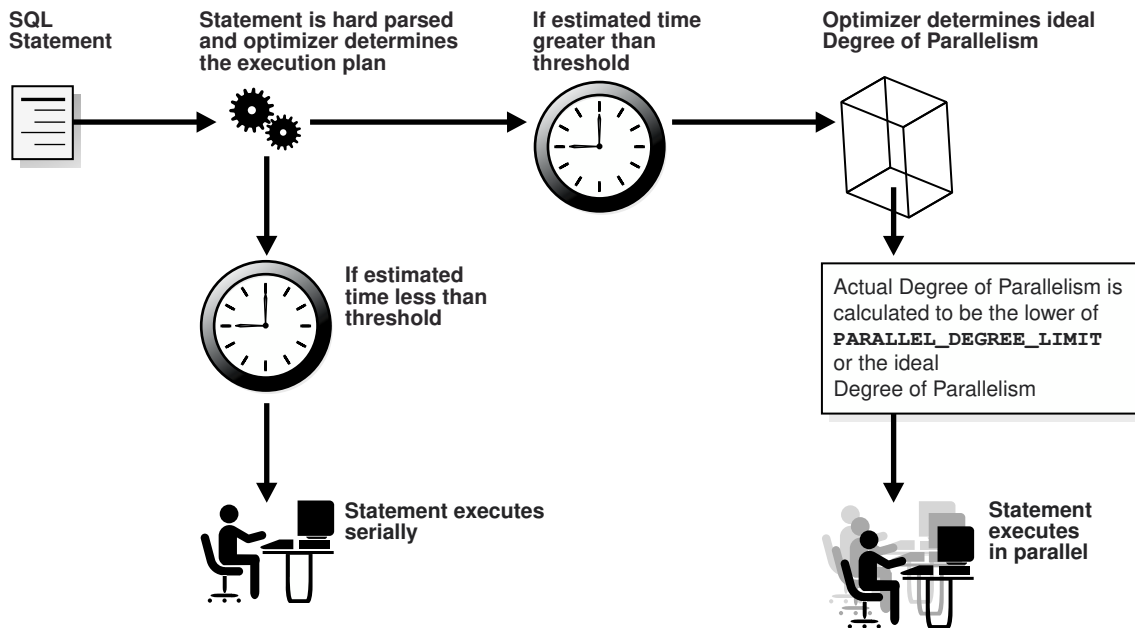 SQL
Statement
Statement is hard parsed
and optimizer determines
the execution plan
If estimated time
greater than
threshold
Optimizer determines ideal
Degree of Parallelism
If estimated
time less than
threshold
Actual Degree of Parallelism is
calculated to be the lower of
PARALLEL_DEGREE_LIMIT
or the ideal
Degree of Parallelism
Statement executes
serially
Statement
executes
in parallel